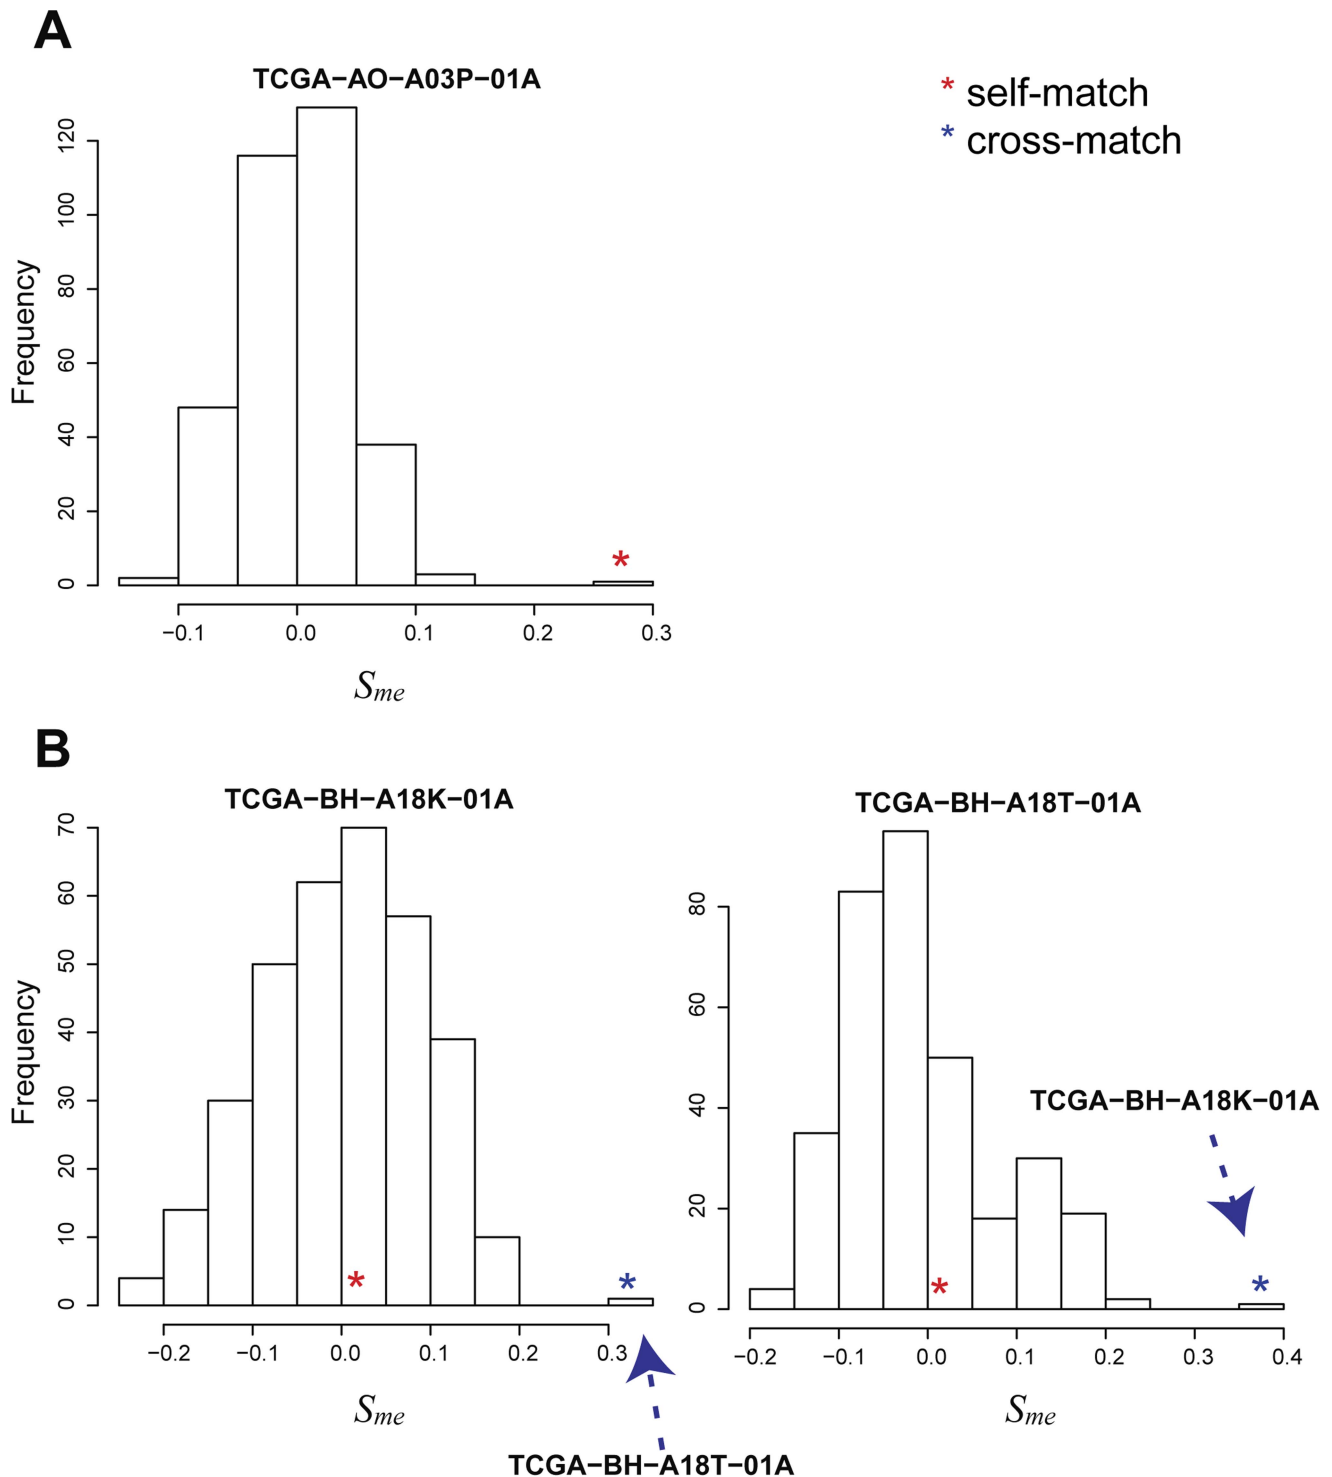 A
TCGA−AO−A03P−01A
* self-match
* cross-match
Frequency
120
100
80
60
40
20
0
*
−0.1 0.0 0.1 0.2 0.3
Sme
B
TCGA−BH−A18K−01A
Frequency
70
60
50
40
30
20
10
0
* *
−0.2 −0.1 0.0 0.1 0.2 0.3
Sme
TCGA−BH−A18T−01A
TCGA−BH−A18T−01A
80
60
40
20
0
TCGA−BH−A18K−01A
* *
−0.2 −0.1 0.0 0.1 0.2 0.3 0.4
Sme